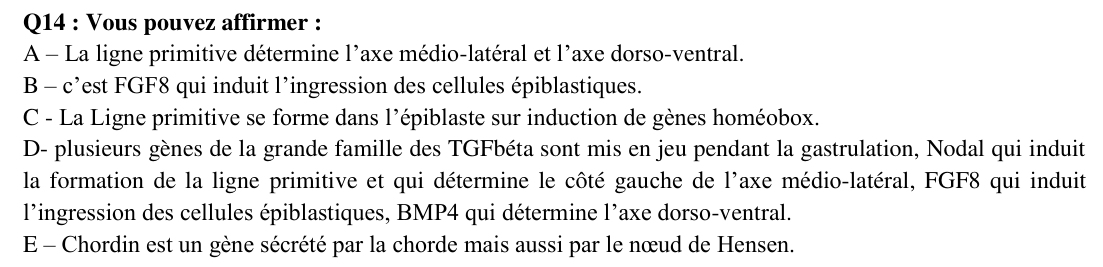 Q14 : Vous pouvez affirmer :
A – La ligne primitive détermine l'axe médio-latéral et l'axe dorso-ventral.
B – c'est FGF8 qui induit l'ingression des cellules épiblastiques.
C - La Ligne primitive se forme dans l'épiblaste sur induction de gènes homéobox.
D- plusieurs gènes de la grande famille des TGFbéta sont mis en jeu pendant la gastrulation, Nodal qui induit
la formation de la ligne primitive et qui détermine le côté gauche de l'axe médio-latéral, FGF8 qui induit
l'ingression des cellules épiblastiques, BMP4 qui détermine l'axe dorso-ventral.
E – Chordin est un gène sécrété par la chorde mais aussi par le nœud de Hensen.